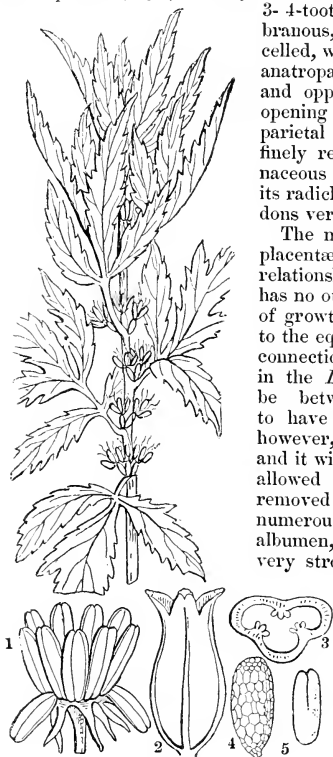 3- 4-toot
branous,
celled, w
anatropa
and opp
opening
parietal
finely re
naceous
its radicl
dons ver
The
placentæ
relations
has no ou
of growt
to the eq
connectio
in the
be betw
to have
however,
and it wi
allowed
removed
numerou
albumen,
very stre
1
2
3
4
5